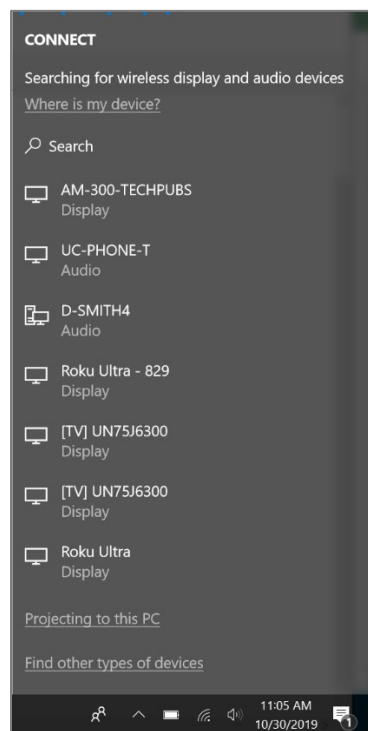 CONNECT
Searching for wireless display and audio devices
Where is my device?
Search
AM-300-TECHPUBS
Display
UC-PHONE-T
Audio
D-SMITH4
Audio
Roku Ultra - 829
Display
[TV] UN75J6300
Display
[TV] UN75J6300
Display
Roku Ultra
Display
Projecting to this PC
Find other types of devices
11:05 AM
10/30/2019
1